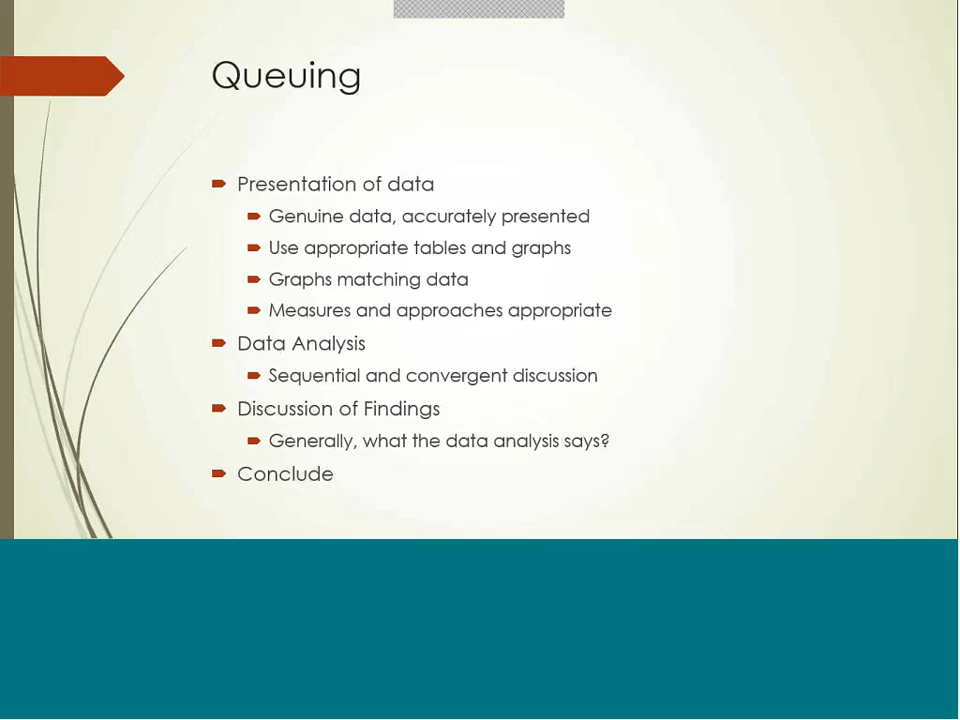 Queuing
Presentation of data
Genuine data, accurately presented
Use appropriate tables and graphs
Graphs matching data
Measures and approaches appropriate
Data Analysis
Sequential and convergent discussion
Discussion of Findings
Generally, what the data analysis says?
Conclude